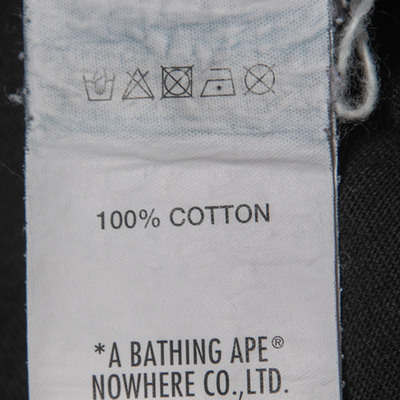 100% COTTON
*A BATHING APE®
NOWHERE CO.,LTD.